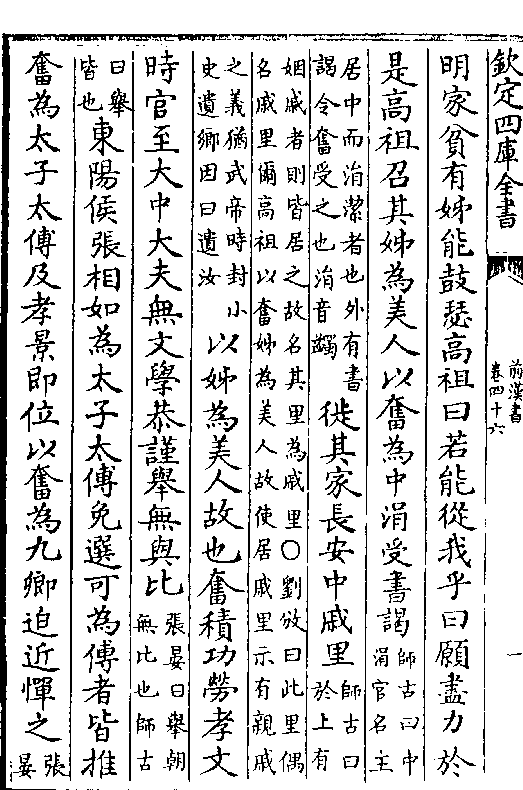 欽定四庫全書
前漢書
卷四十六
一
明家貧有姊能鼓瑟高祖曰若能從我乎曰願盡力於
是高祖召其姊為美人以奮為中涓受書謁師古曰中
涓官名主
居中而涓潔者也外有書
謁令奮受之也涓音蠲徙其家長安中戚里師古曰
於上有
姻戚者則皆居之故名其里為戚里〇劉攽曰此里偶
名戚里爾高祖以奮姊為美人故使居戚里示有親戚
之義猶武帝時封小
史遺鄉因曰遺汝以姊為美人故也奮積功勞孝文
時官至大中大夫無文學恭謹舉無與比張晏曰舉朝
無比也師古
曰舉
皆也東陽侯張相如為太子太傅免選可為傅者皆推
奮為太子太傅及孝景即位以奮為九卿迫近憚之張
晏